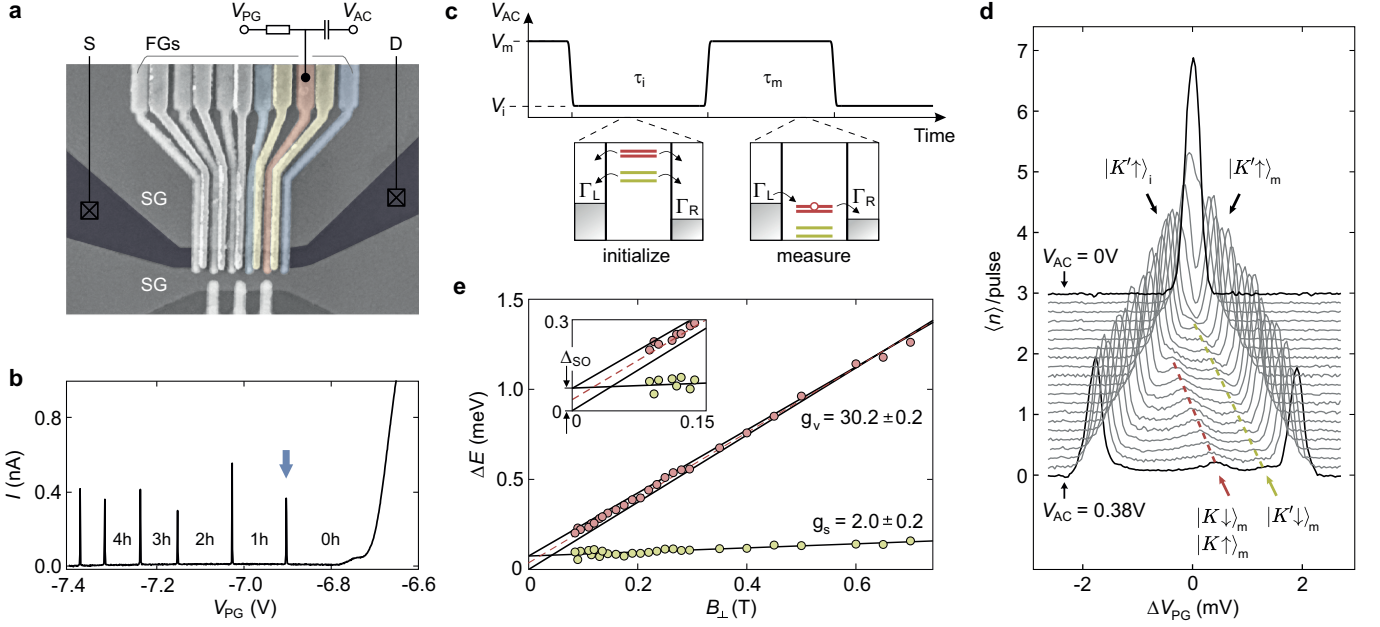 a
V_PG
V_AC
S
FGs
D
SG
SG
b
I (nA)
0.8
0.4
0.0
4h
3h
2h
1h
0h
-7.4
-7.2
-7.0
-6.8
-6.6
V_PG (V)
c
V_AC
V_m
V_i
τ_i
τ_m
Time
Γ_L
Γ_R
initialize
Γ_L
Γ_R
measure
e
ΔE (meV)
1.5
1.0
0.5
0
0.3
Δ_SO
0
0
0.15
g_v = 30.2 ± 0.2
g_s = 2.0 ± 0.2
0
0.2
0.4
0.6
B_⊥ (T)
d
⟨n⟩/pulse
7
6
5
4
3
2
1
0
|K′↑⟩_i
|K′↑⟩_m
V_AC = 0V
V_AC = 0.38V
|K↓⟩_m
|K′↓⟩_m
|K↑⟩_m
-2
0
2
ΔV_PG (mV)